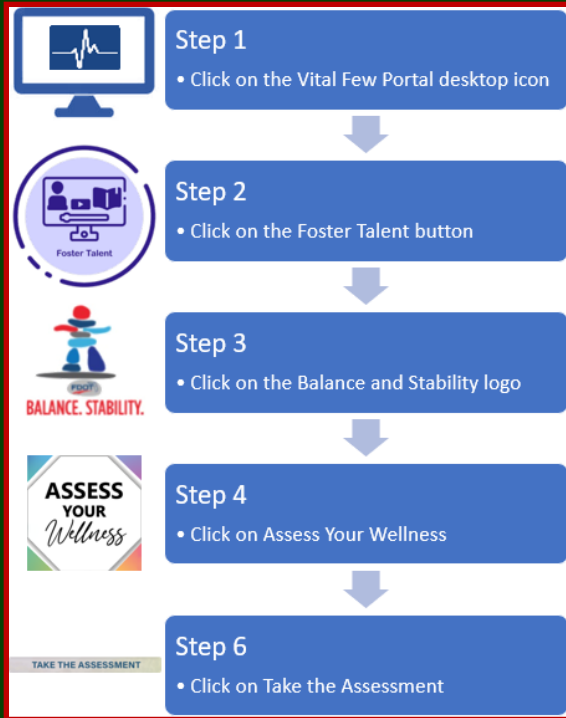 Step 1
• Click on the Vital Few Portal desktop icon
Foster Talent
Step 2
• Click on the Foster Talent button
FDOT
BALANCE. STABILITY.
Step 3
• Click on the Balance and Stability logo
ASSESS
YOUR
Wellness
Step 4
• Click on Assess Your Wellness
TAKE THE ASSESSMENT
Step 6
• Click on Take the Assessment